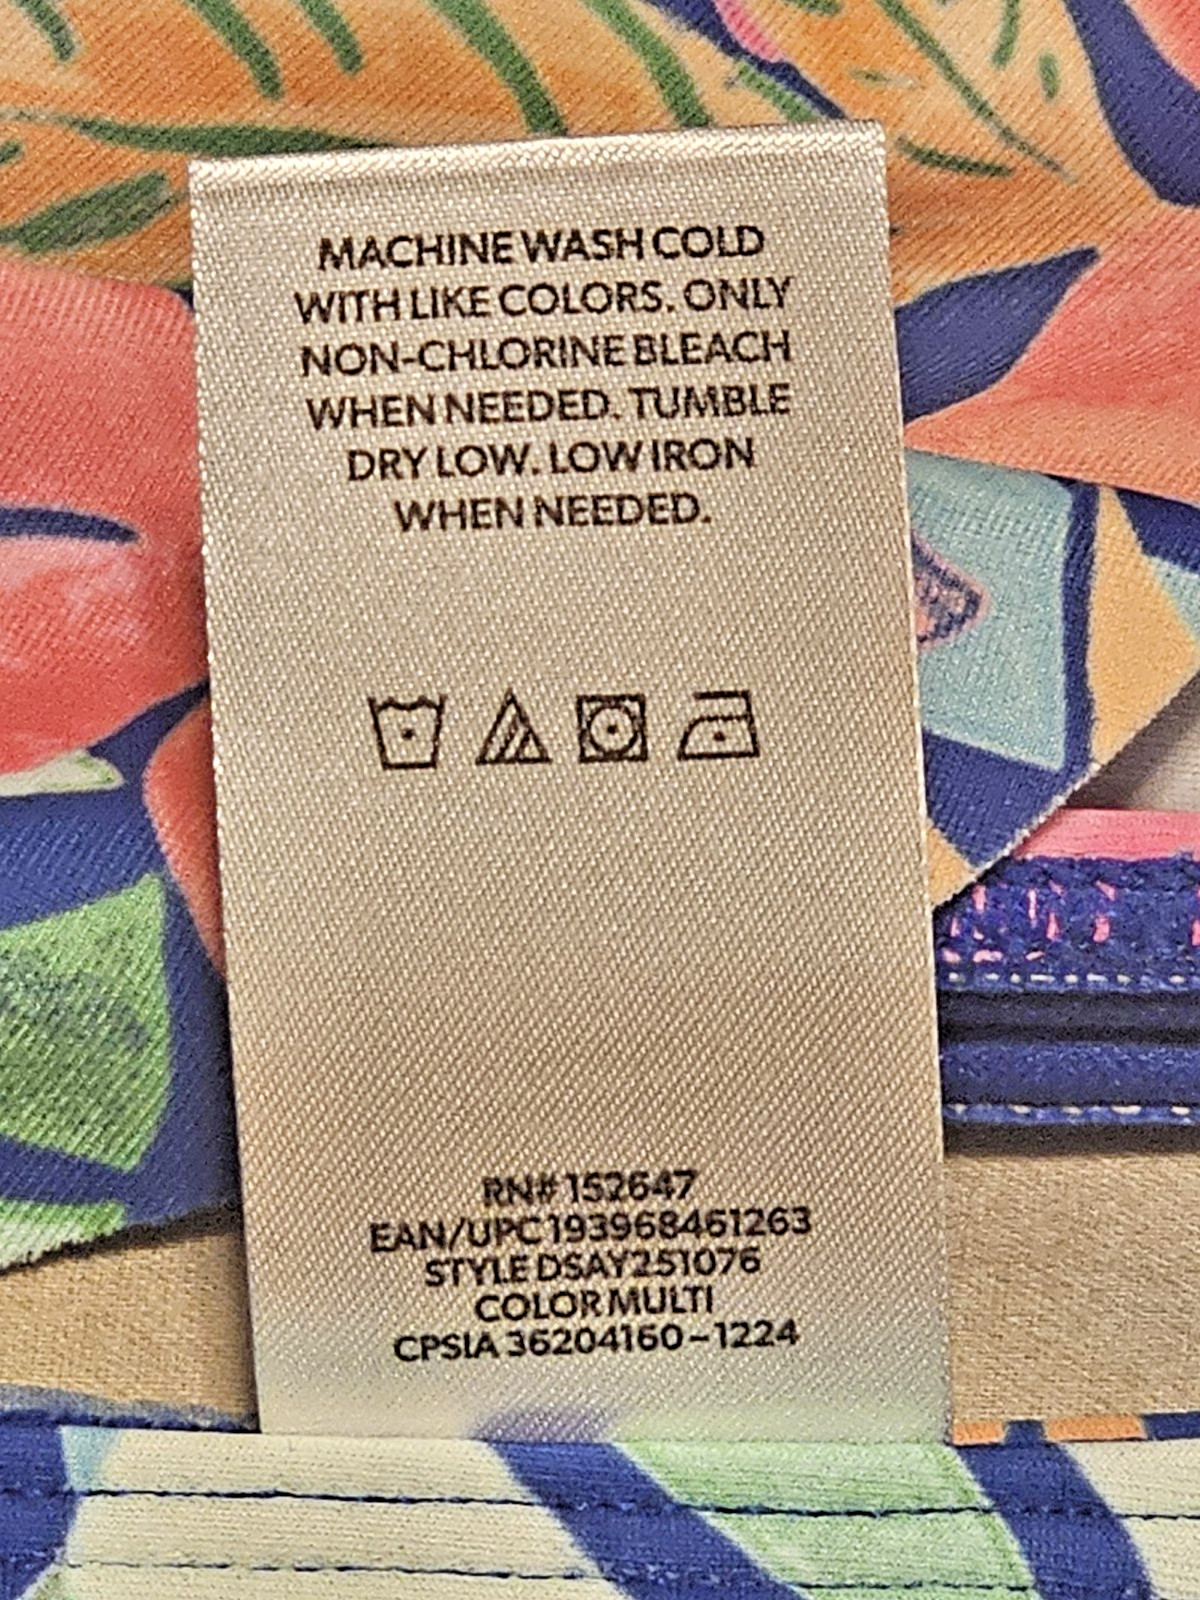 MACHINE WASH COLD
WITH LIKE COLORS. ONLY
NON-CHLORINE BLEACH
WHEN NEEDED. TUMBLE
DRY LOW. LOW IRON
WHEN NEEDED.
RN# 152647
EAN/UPC 193968461263
STYLE DSAY251076
COLOR MULTI
CPSIA 36204160-1224